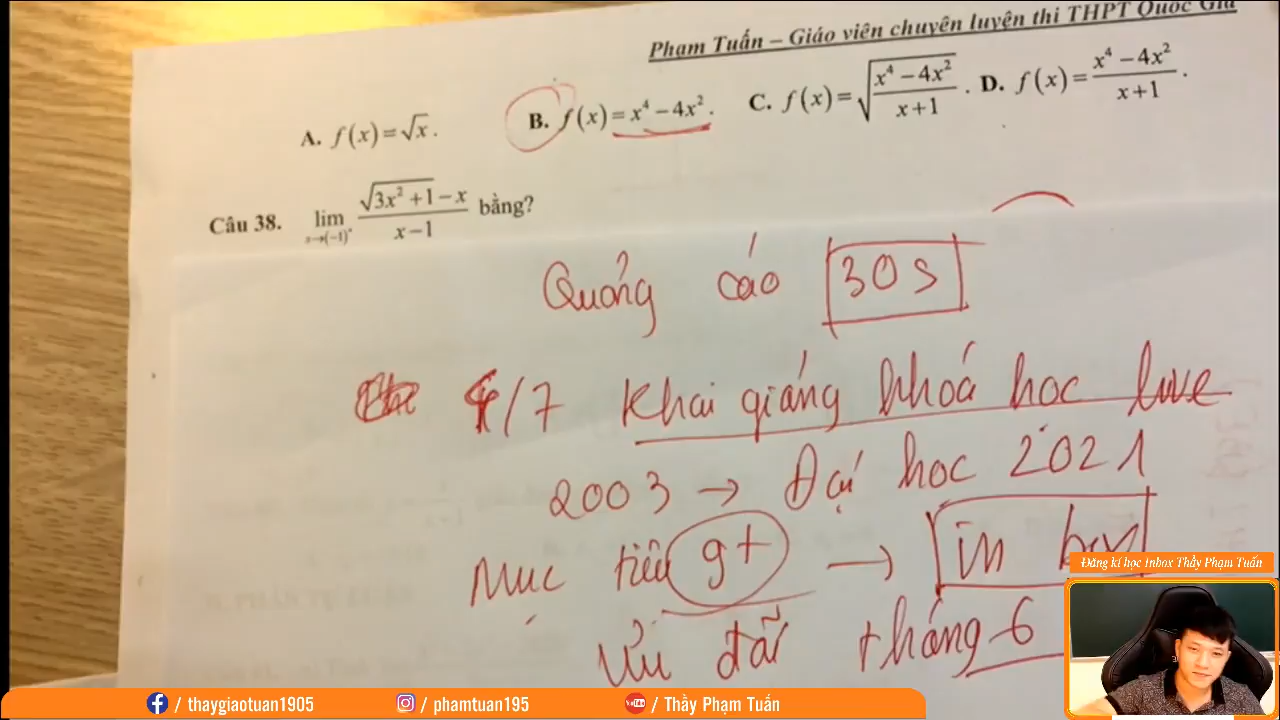 Phạm Tuấn – Giáo viên chuyên luyện thi THPT Quốc Gia
A. f(x)=√x. B. f(x)=x⁴−4x². C. f(x)=√((x⁴−4x²)/(x+1)). D. f(x)=(x⁴−4x²)/(x+1).
Câu 38. lim x→(−1)⁺ (√(3x²+1)−x)/(x−1) bằng?
Quảng cáo 30s
/7 Khai giảng khoá học live
2003 → Đại học 2021
Mục tiêu 9+ → in box
Ưu đãi tháng 6
Đăng kí học Inbox Thầy Phạm Tuấn
/ thaygiaotuan1905
/ phamtuan195
YouTube / Thầy Phạm Tuấn